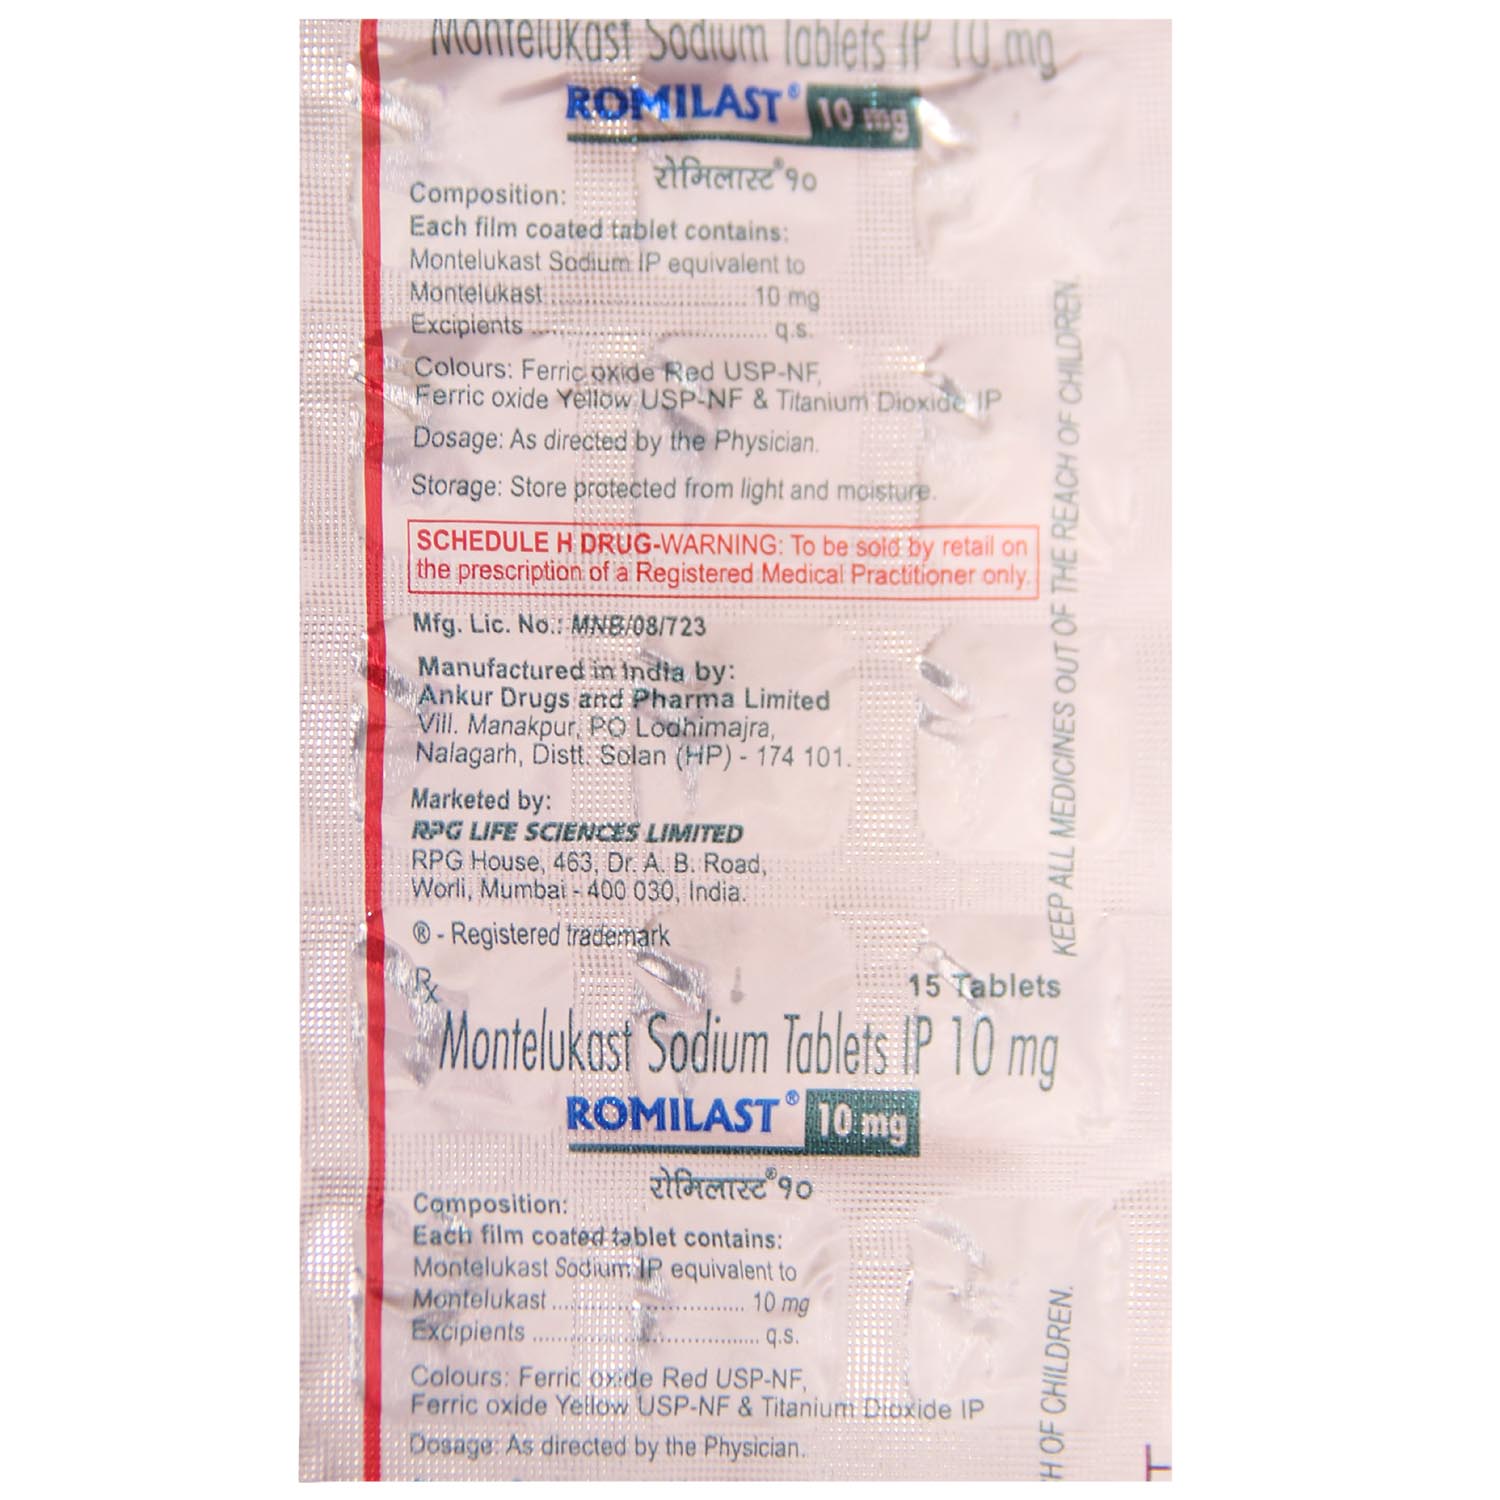 Montelukast Sodium Tablets IP 10 mg
ROMILAST® 10 mg
रोमिलास्ट® १०
Composition:
Each film coated tablet contains:
Montelukast Sodium IP equivalent to
Montelukast ............................ 10 mg
Excipients ................................. q.s.
Colours: Ferric oxide Red USP-NF,
Ferric oxide Yellow USP-NF & Titanium Dioxide IP
Dosage: As directed by the Physician.
Storage: Store protected from light and moisture.
SCHEDULE H DRUG-WARNING: To be sold by retail on
the prescription of a Registered Medical Practitioner only.
Mfg. Lic. No.: MNB/08/723
Manufactured in India by:
Ankur Drugs and Pharma Limited
Vill. Manakpur, PO Lodhimajra,
Nalagarh, Distt. Solan (HP) - 174 101.
Marketed by:
RPG LIFE SCIENCES LIMITED
RPG House, 463, Dr. A. B. Road,
Worli, Mumbai - 400 030, India.
® - Registered trademark
KEEP ALL MEDICINES OUT OF THE REACH OF CHILDREN.
Rx
15 Tablets
Montelukast Sodium Tablets IP 10 mg
ROMILAST® 10 mg
रोमिलास्ट® १०
Composition:
Each film coated tablet contains:
Montelukast Sodium IP equivalent to
Montelukast ............................ 10 mg
Excipients ................................. q.s.
Colours: Ferric oxide Red USP-NF,
Ferric oxide Yellow USP-NF & Titanium Dioxide IP
Dosage: As directed by the Physician.
H OF CHILDREN.